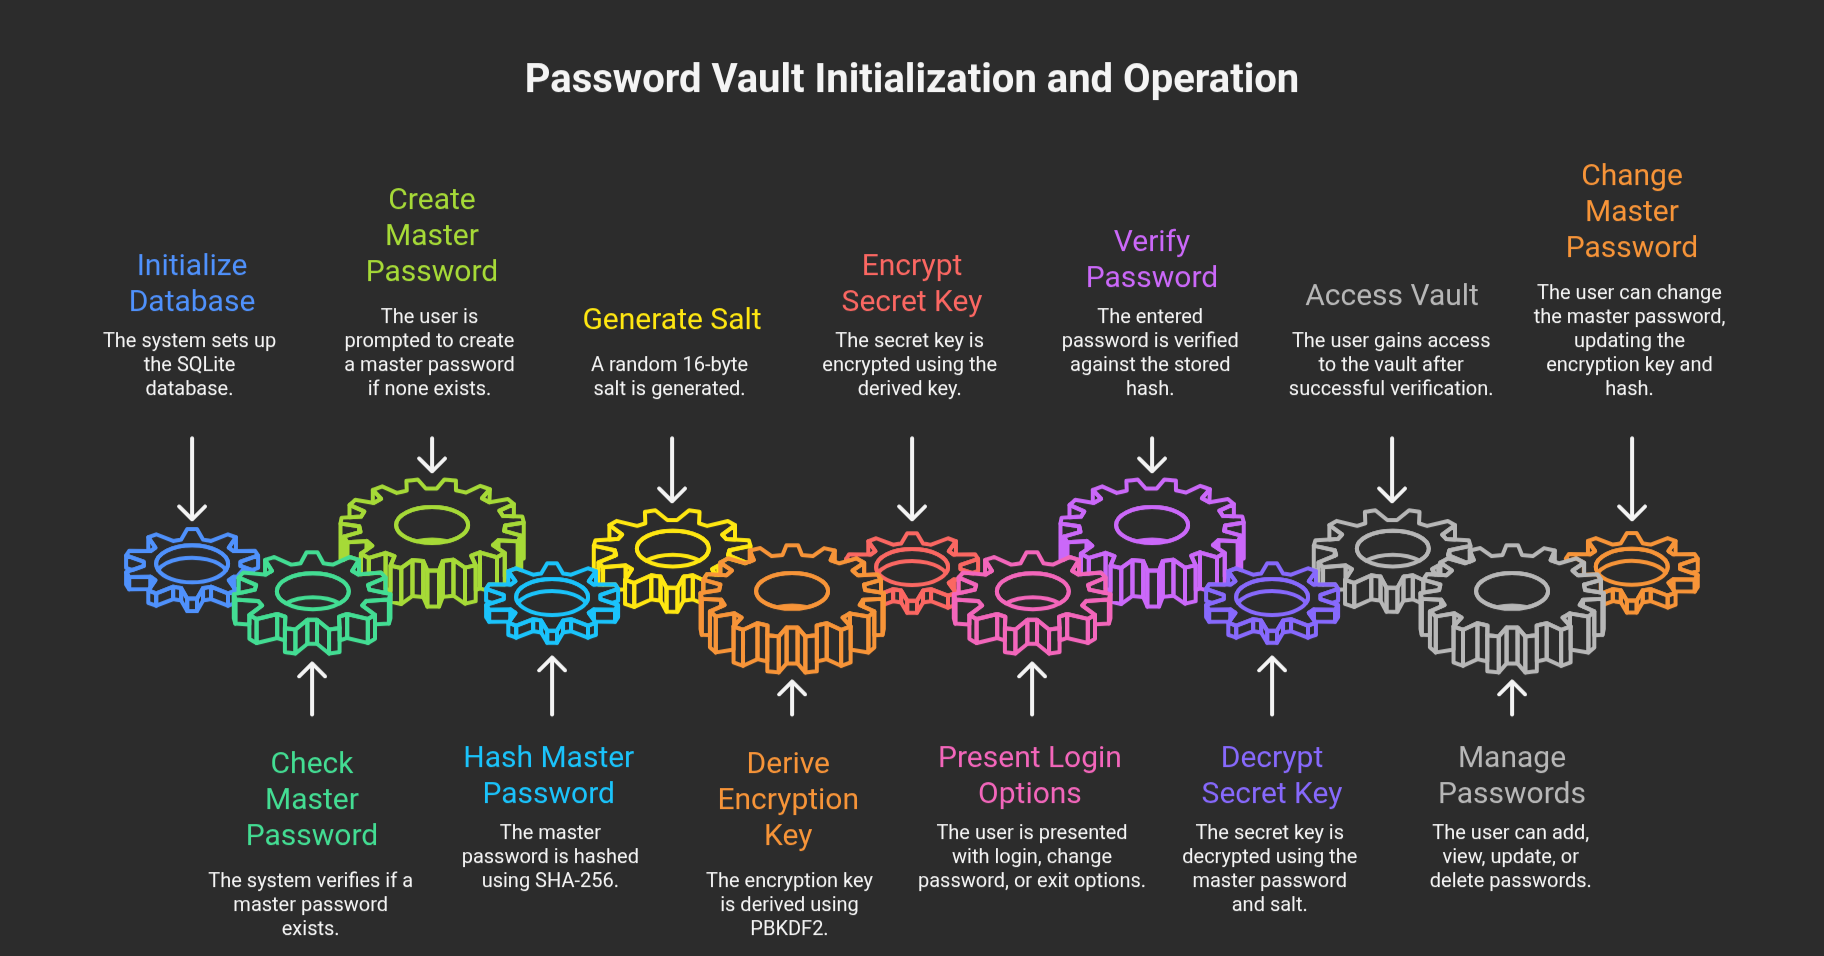 Password Vault Initialization and Operation
Initialize
Database
The system sets up
the SQLite
database.
Check
Master
Password
The system verifies if a
master password
exists.
Create
Master
Password
The user is
prompted to create
a master password
if none exists.
Hash Master
Password
The master
password is hashed
using SHA-256.
Generate Salt
A random 16-byte
salt is generated.
Derive
Encryption
Key
The encryption key
is derived using
PBKDF2.
Encrypt
Secret Key
The secret key is
encrypted using the
derived key.
Present Login
Options
The user is presented
with login, change
password, or exit options.
Verify
Password
The entered
password is verified
against the stored
hash.
Decrypt
Secret Key
The secret key is
decrypted using the
master password
and salt.
Access Vault
The user gains access
to the vault after
successful verification.
Manage
Passwords
The user can add,
view, update, or
delete passwords.
Change
Master
Password
The user can change
the master password,
updating the
encryption key and
hash.